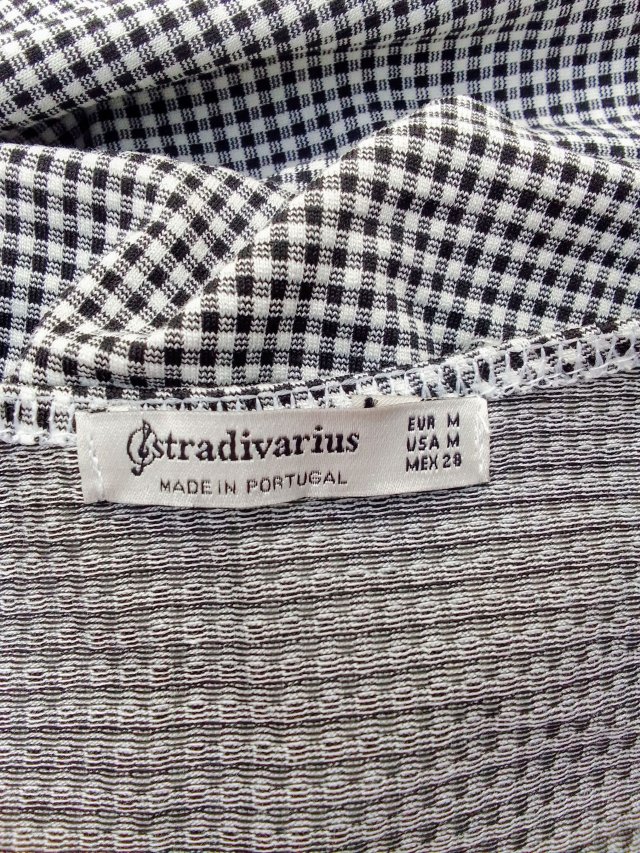 Stradivarius
MADE IN PORTUGAL
EUR M
USA M
MEX 28